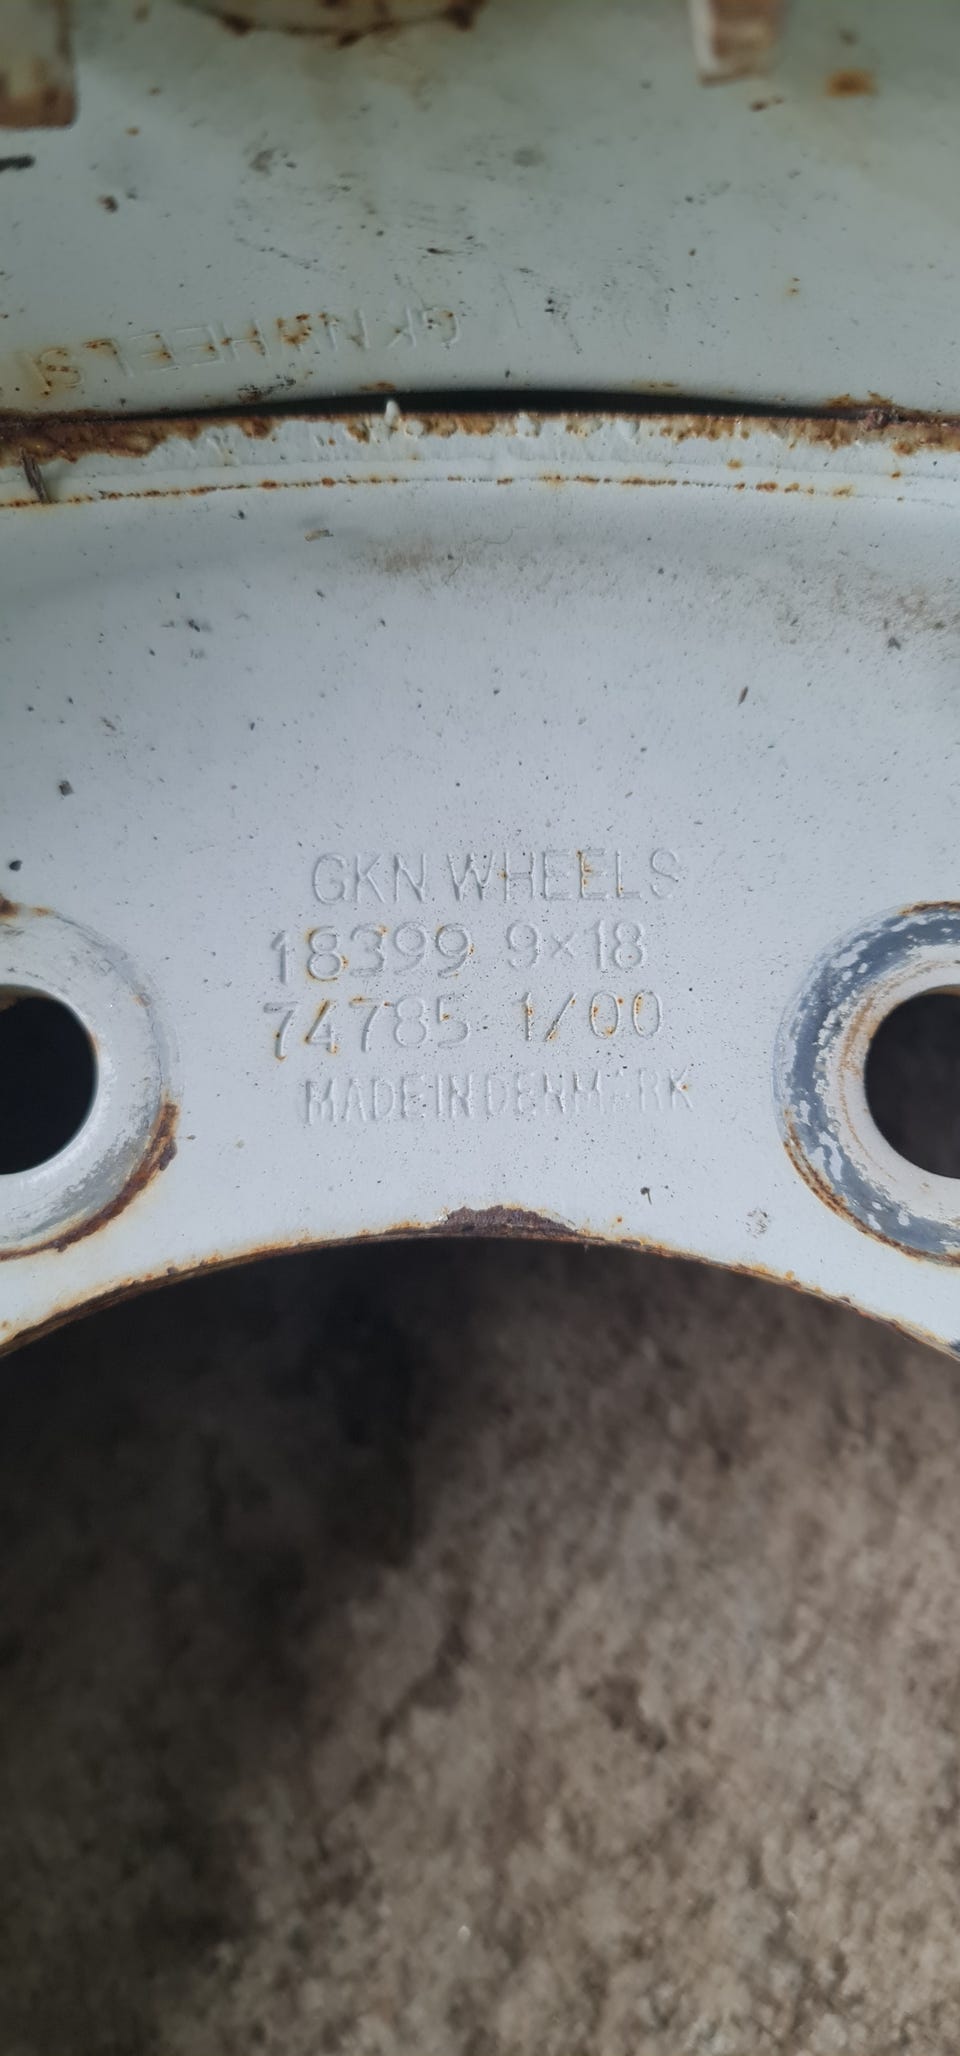 GKN WHEELS
GKN WHEELS
18399 9×18
74785 1/00
MADE IN DENMARK